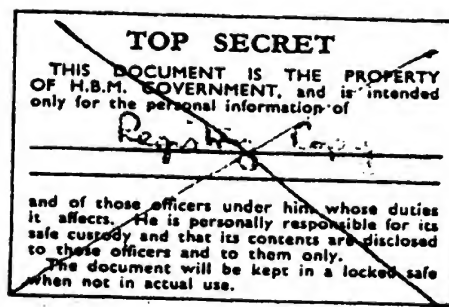 TOP SECRET
THIS DOCUMENT IS THE PROPERTY
OF H.B.M. GOVERNMENT, and is intended
only for the personal information of
Registry Copy
and of those officers under him whose duties
it affects. He is personally responsible for its
safe custody and that its contents are disclosed
to those officers and to them only.
The document will be kept in a locked safe
when not in actual use.